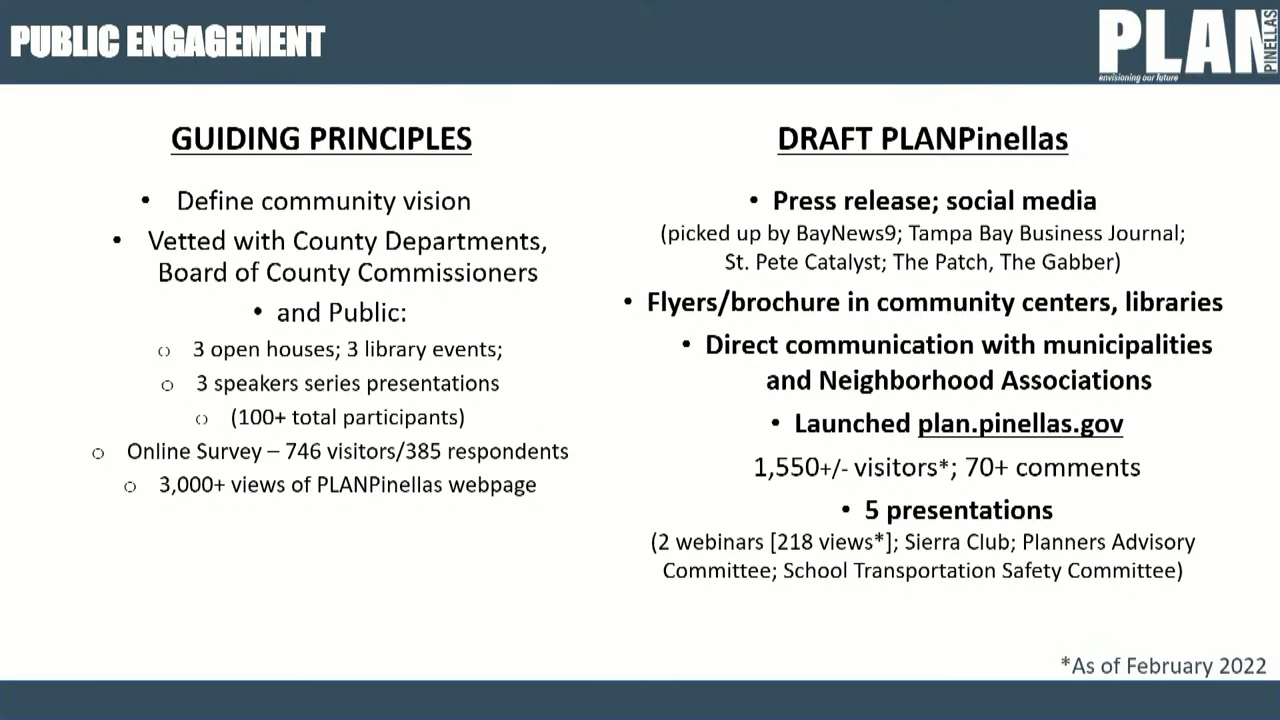 PUBLIC ENGAGEMENT
PLAN
PINELLAS
envisioning our future
GUIDING PRINCIPLES
• Define community vision
• Vetted with County Departments,
Board of County Commissioners
• and Public:
○ 3 open houses; 3 library events;
○ 3 speakers series presentations
○ (100+ total participants)
○ Online Survey – 746 visitors/385 respondents
○ 3,000+ views of PLANPinellas webpage
DRAFT PLANPinellas
• Press release; social media
(picked up by BayNews9; Tampa Bay Business Journal;
St. Pete Catalyst; The Patch, The Gabber)
• Flyers/brochure in community centers, libraries
• Direct communication with municipalities
and Neighborhood Associations
• Launched plan.pinellas.gov
1,550+/- visitors*; 70+ comments
• 5 presentations
(2 webinars [218 views*]; Sierra Club; Planners Advisory
Committee; School Transportation Safety Committee)
*As of February 2022